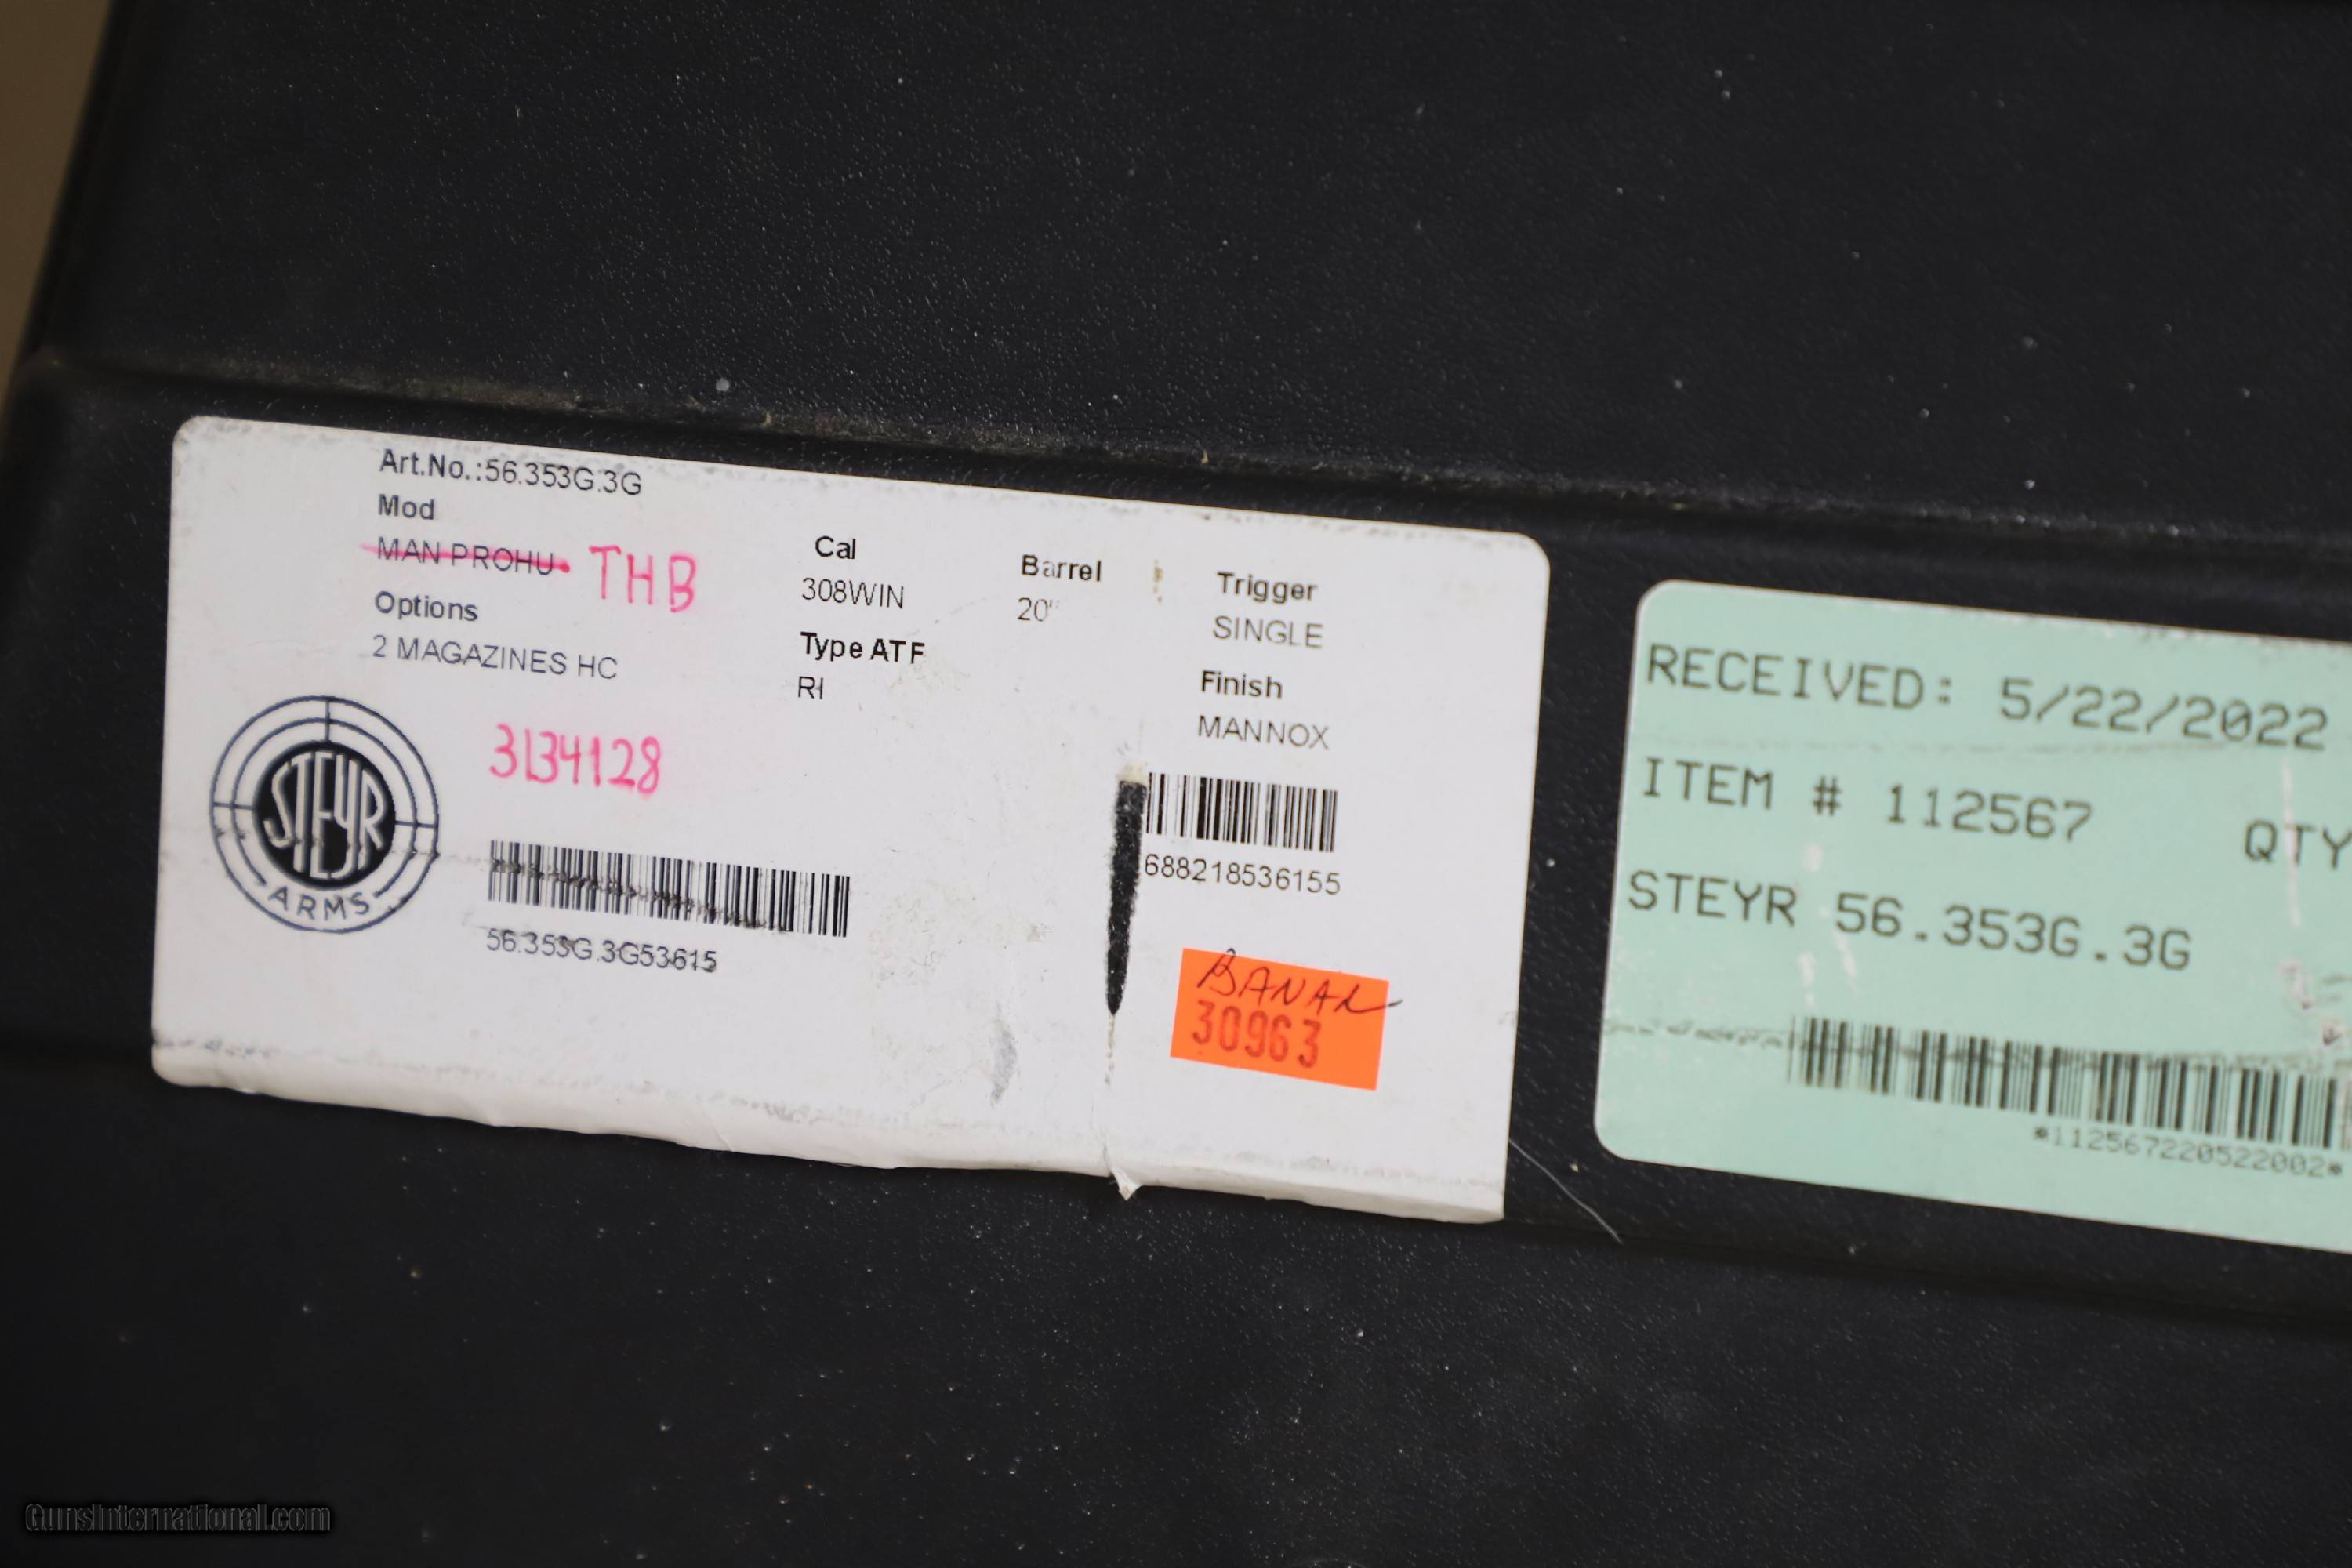 Art.No.:56.353G.3G
Mod
MAN PROHU THB
Options
2 MAGAZINES HC
Cal
308WIN
Type ATF
RI
Barrel
20"
Trigger
SINGLE
Finish
MANNOX
3134128
STEYR
ARMS
56.353G.3G53615
688218536155
30963
RECEIVED: 5/22/2022
ITEM # 112567 QTY
STEYR 56.353G.3G
*112567220522002*
GunsInternational.com